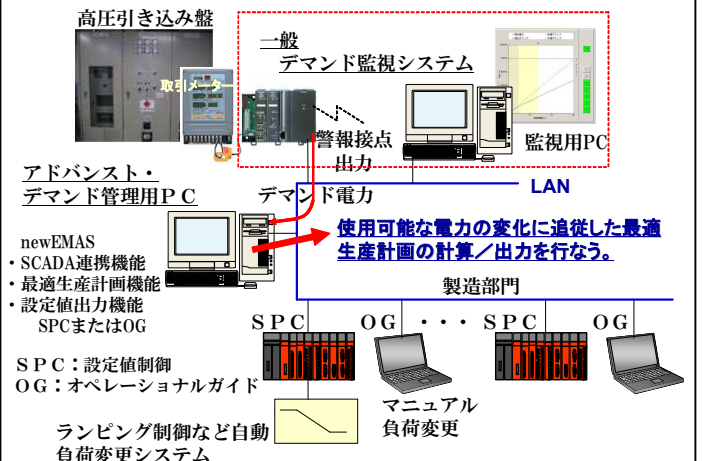 高圧引き込み盤
取引メーター
一般
デマンド監視システム
警報接点
出力
監視用PC
アドバンスト・
デマンド管理用ＰＣ
デマンド電力
LAN
newEMAS
・SCADA連携機能
・最適生産計画機能
・設定値出力機能
SPCまたはOG
使用可能な電力の変化に追従した最適
生産計画の計算／出力を行なう。
製造部門
ＳＰＣ
ＯＧ・・・ＳＰＣ
ＯＧ
ＳＰＣ：設定値制御
ＯＧ：オペレーショナルガイド
マニュアル
負荷変更
ランピング制御など自動
負荷変更システム